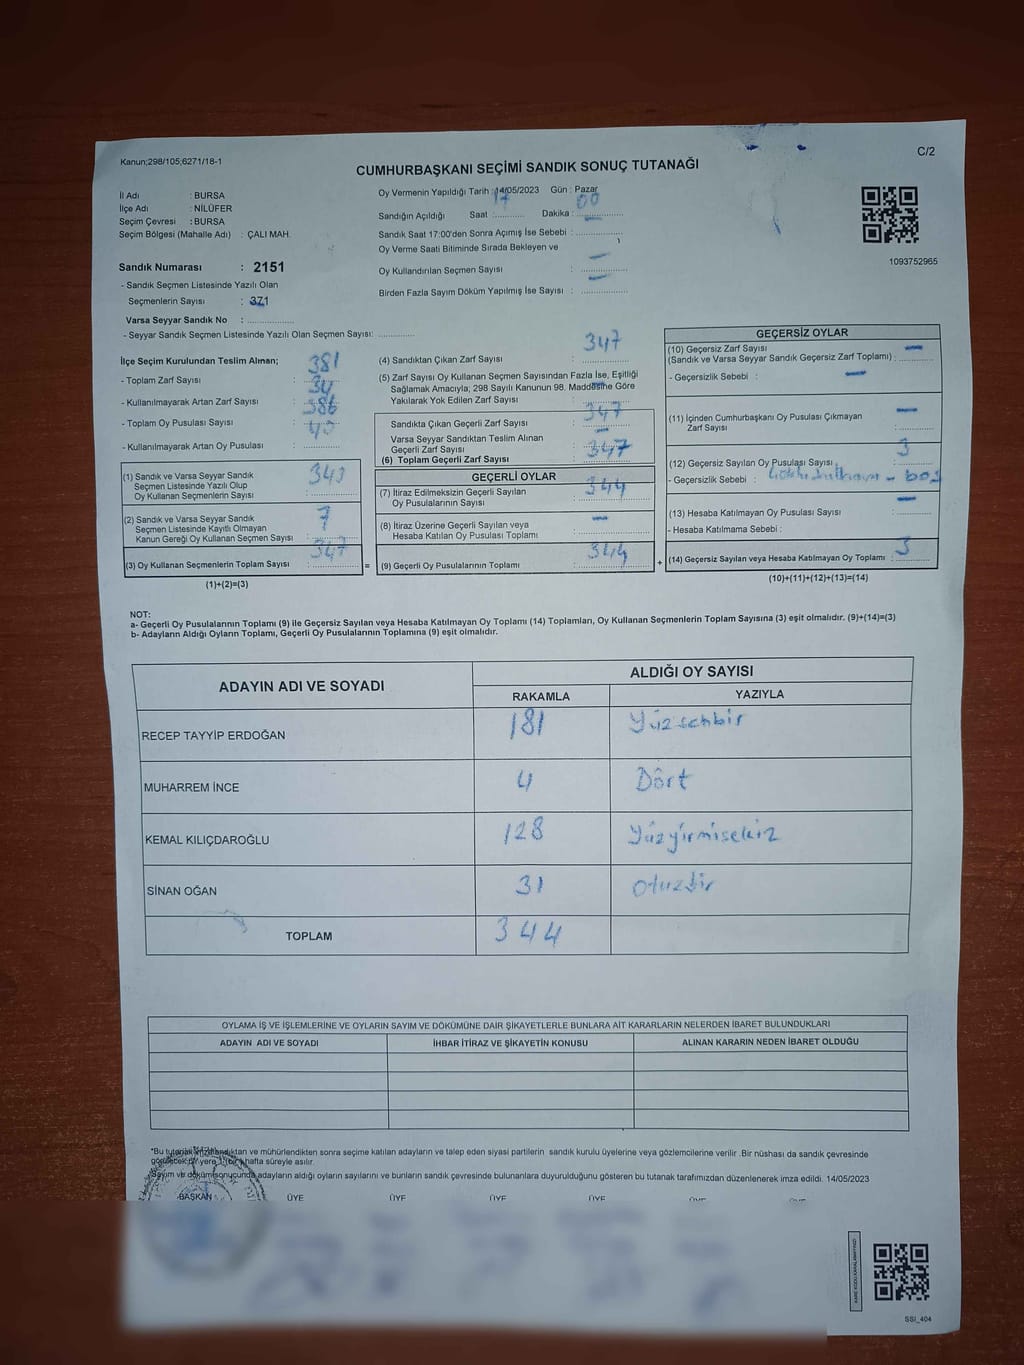 Kanun;298/105,6271/18-1
C/2
CUMHURBAŞKANI SEÇİMİ SANDIK SONUÇ TUTANAĞI
İl Adı : BURSA
İlçe Adı : NİLÜFER
Seçim Çevresi : BURSA
Seçim Bölgesi (Mahalle Adı) : ÇALI MAH.
Sandık Numarası : 2151
- Sandık Seçmen Listesinde Yazılı Olan
Seçmenlerin Sayısı : 371
Varsa Seyyar Sandık No :
- Seyyar Sandık Seçmen Listesinde Yazılı Olan Seçmen Sayısı:
Oy Vermenin Yapıldığı Tarih : 14/05/2023 Gün : Pazar
Sandığın Açıldığı Saat : 17 Dakika : 00
Sandık Saat 17:00'den Sonra Açımış İse Sebebi : —
Oy Verme Saati Bitiminde Sırada Bekleyen ve
Oy Kullandırılan Seçmen Sayısı : —
Birden Fazla Sayım Döküm Yapılmış İse Sayısı : —
1093752965
İlçe Seçim Kurulundan Teslim Alınan;
- Toplam Zarf Sayısı : 381
- Kullanılmayarak Artan Zarf Sayısı : 34
- Toplam Oy Pusulası Sayısı : 386
- Kullanılmayarak Artan Oy Pusulası :
(1) Sandık ve Varsa Seyyar Sandık
Seçmen Listesinde Yazılı Olup
Oy Kullanan Seçmenlerin Sayısı :
(2) Sandık ve Varsa Seyyar Sandık
Seçmen Listesinde Kayıtlı Olmayan
Kanun Gereği Oy Kullanan Seçmen Sayısı : 7
(3) Oy Kullanan Seçmenlerin Toplam Sayısı : 347
(1)+(2)=(3)
=
(4) Sandıktan Çıkan Zarf Sayısı : 347
(5) Zarf Sayısı Oy Kullanan Seçmen Sayısından Fazla İse, Eşitliği
Sağlamak Amacıyla; 298 Sayılı Kanunun 98. Maddesine Göre
Yakılarak Yok Edilen Zarf Sayısı : —
Sandıkta Çıkan Geçerli Zarf Sayısı : 347
Varsa Seyyar Sandıktan Teslim Alınan
Geçerli Zarf Sayısı : —
(6) Toplam Geçerli Zarf Sayısı : 347
GEÇERLİ OYLAR
(7) İtiraz Edilmeksizin Geçerli Sayılan
Oy Pusulasının Sayısı : 344
(8) İtiraz Üzerine Geçerli Sayılan veya
Hesaba Katılan Oy Pusulası Toplamı : —
(9) Geçerli Oy Pusulalarının Toplamı : 344
+
GEÇERSİZ OYLAR
(10) Geçersiz Zarf Sayısı
(Sandık ve Varsa Seyyar Sandık Geçersiz Zarf Toplamı) : —
- Geçersizlik Sebebi : —
(11) İçinden Cumhurbaşkanı Oy Pusulası Çıkmayan
Zarf Sayısı : —
(12) Geçersiz Sayılan Oy Pusulası Sayısı : 3
- Geçersizlik Sebebi : - boş
(13) Hesaba Katılmayan Oy Pusulası Sayısı : —
- Hesaba Katılmama Sebebi :
(14) Geçersiz Sayılan veya Hesaba Katılmayan Oy Toplamı : 3
(10)+(11)+(12)+(13)=(14)
NOT:
a- Geçerli Oy Pusulalarının Toplamı (9) ile Geçersiz Sayılan veya Hesaba Katılmayan Oy Toplamı (14) Toplamları, Oy Kullanan Seçmenlerin Toplam Sayısına (3) eşit olmalıdır. (9)+(14)=(3)
b- Adayların Aldığı Oyların Toplamı, Geçerli Oy Pusulalarının Toplamına (9) eşit olmalıdır.
ADAYIN ADI VE SOYADI
ALDIĞI OY SAYISI
RAKAMLA YAZIYLA
RECEP TAYYİP ERDOĞAN 181 Yüzsekbir
MUHARREM İNCE 4 Dört
KEMAL KILIÇDAROĞLU 128 Yüzyirmisekiz
SİNAN OĞAN 31 Otuzbir
TOPLAM 344
OYLAMA İŞ VE İŞLEMLERİNE VE OYLARIN SAYIM VE DÖKÜMÜNE DAİR ŞİKAYETLERLE BUNLARA AİT KARARLARIN NELERDEN İBARET BULUNDUKLARI
ADAYIN ADI VE SOYADI İHBAR İTİRAZ VE ŞİKAYETİN KONUSU ALINAN KARARIN NEDEN İBARET OLDUĞU
*Bu tutanak imzalandıktan ve mühürlendikten sonra seçime katılan adayların ve talep eden siyasi partilerin sandık kurulu üyelerine veya gözlemcilerine verilir .Bir nüshası da sandık çevresinde
görülecek bir yere 1 (bir) hafta süreyle asılır.
Sayım ve dökümsonucunda adayların aldığı oyların sayılarını ve bunların sandık çevresinde bulunanlara duyurulduğunu gösteren bu tutanak tarafımızdan düzenlenerek imza edildi. 14/05/2023
BAŞKAN ÜYE ÜYE ÜYE ÜYE ÜYE ÜYE
SSI_404